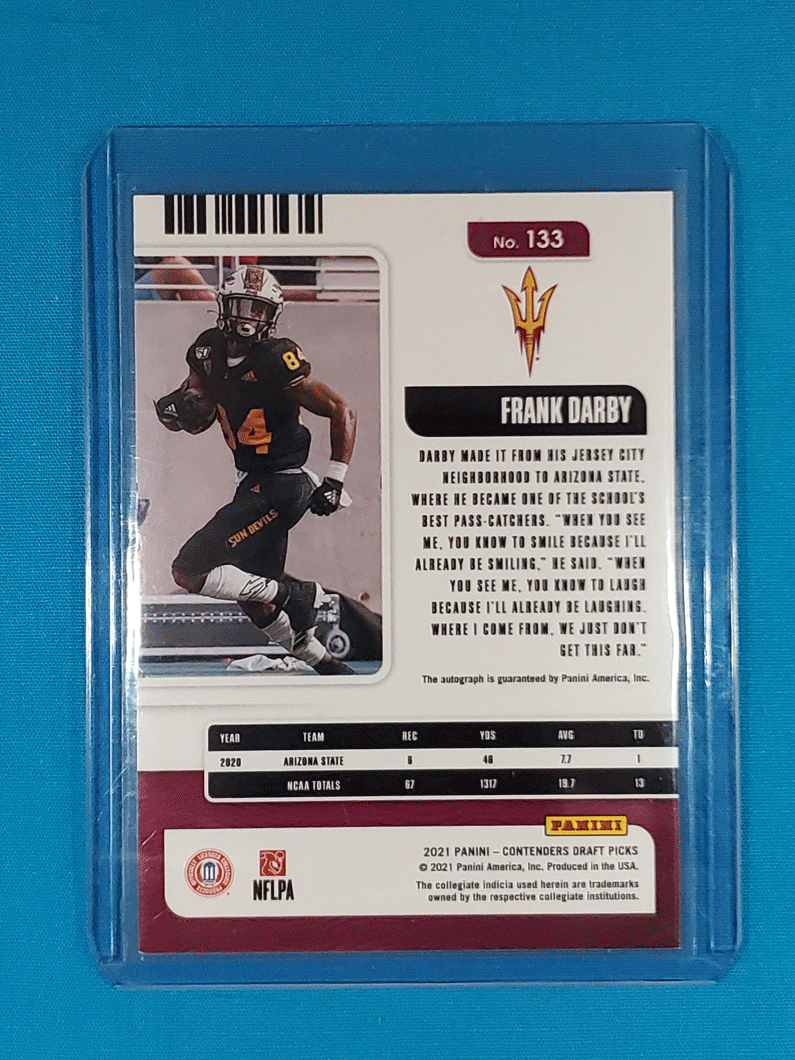 No. 133
84
84
SUN DEVILS
FRANK DARBY
DARBY MADE IT FROM HIS JERSEY CITY
NEIGHBORHOOD TO ARIZONA STATE,
WHERE HE BECAME ONE OF THE SCHOOL'S
BEST PASS-CATCHERS. "WHEN YOU SEE
ME, YOU KNOW TO SMILE BECAUSE I'LL
ALREADY BE SMILING," HE SAID. "WHEN
YOU SEE ME, YOU KNOW TO LAUGH
BECAUSE I'LL ALREADY BE LAUGHING.
WHERE I COME FROM, WE JUST DON'T
GET THIS FAR."
The autograph is guaranteed by Panini America, Inc.
YEAR TEAM REC YDS AVG TD
2020 ARIZONA STATE 6 46 7.7 1
NCAA TOTALS 67 1317 19.7 13
PANINI
2021 PANINI – CONTENDERS DRAFT PICKS
© 2021 Panini America, Inc. Produced in the USA.
The collegiate indicia used herein are trademarks
owned by the respective collegiate institutions.
OFFICIALLY LICENSED COLLEGIATE PRODUCTS
NFLPA